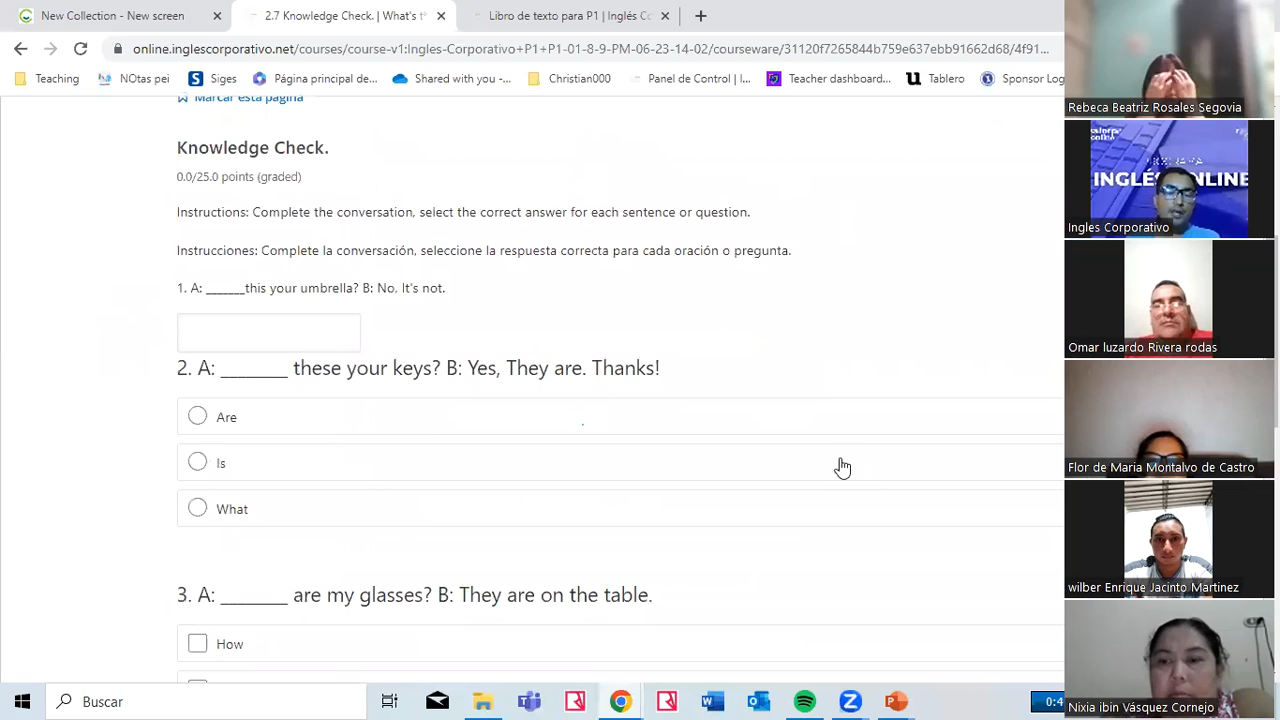 New Collection - New screen
2.7 Knowledge Check. | What's t
Libro de texto para P1 | Inglés Co
online.inglescorporativo.net/courses/course-v1:Ingles-Corporativo+P1+P1-01-8-9-PM-06-23-14-02/courseware/31120f7265844b759e637ebb91662d68/4f91...
Teaching
NOtas pei
Siges
Página principal de...
Shared with you -...
Christian000
Panel de Control | I...
Teacher dashboard...
Tablero
Sponsor Log
Marcar esta página
Knowledge Check.
0.0/25.0 points (graded)
Instructions: Complete the conversation, select the correct answer for each sentence or question.
Instrucciones: Complete la conversación, seleccione la respuesta correcta para cada oración o pregunta.
1. A: _______this your umbrella? B: No, It's not.
2. A: ________ these your keys? B: Yes, They are. Thanks!
Are
Is
What
3. A: ________ are my glasses? B: They are on the table.
How
Buscar
0:4
Rebeca Beatriz Rosales Segovia
INGLÉS ONLINE
Ingles Corporativo
Omar luzardo Rivera rodas
Flor de Maria Montalvo de Castro
wilber Enrique Jacinto Martinez
Nixia ibin Vásquez Cornejo